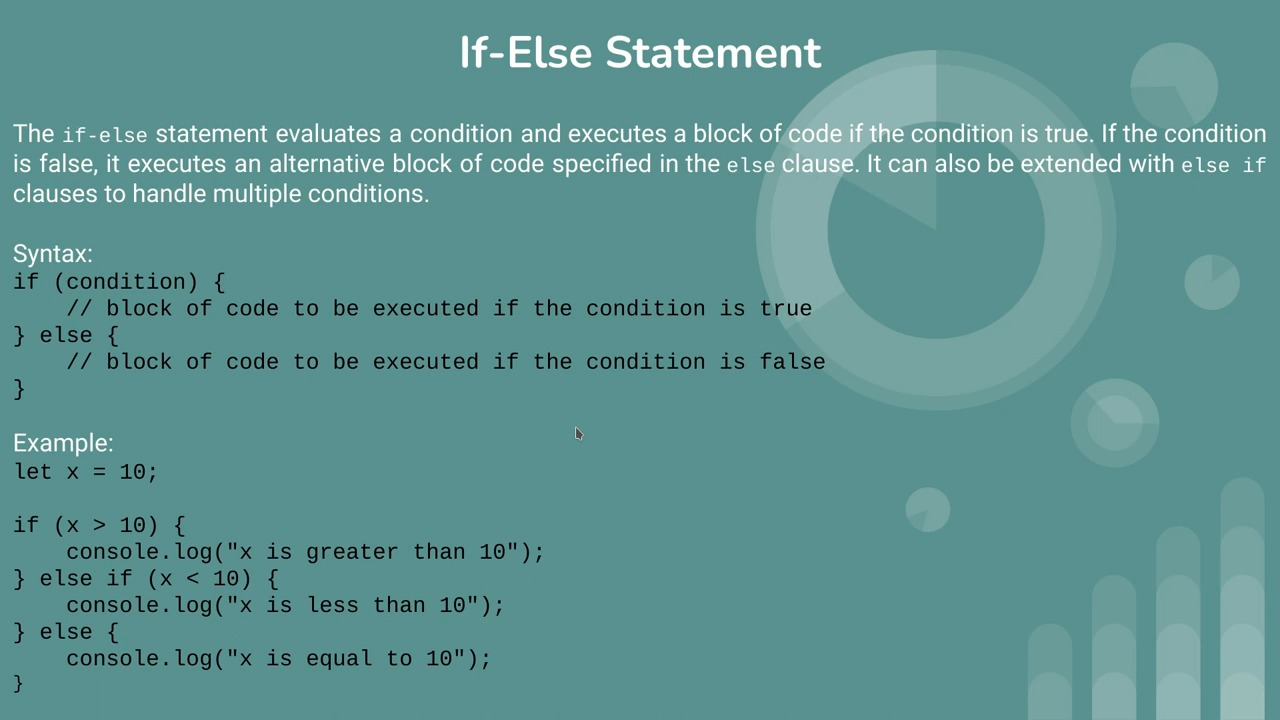 If-Else Statement
The if-else statement evaluates a condition and executes a block of code if the condition is true. If the condition
is false, it executes an alternative block of code specified in the else clause. It can also be extended with else if
clauses to handle multiple conditions.
Syntax:
if (condition) {
    // block of code to be executed if the condition is true
} else {
    // block of code to be executed if the condition is false
}
Example:
let x = 10;
if (x > 10) {
    console.log("x is greater than 10");
} else if (x < 10) {
    console.log("x is less than 10");
} else {
    console.log("x is equal to 10");
}